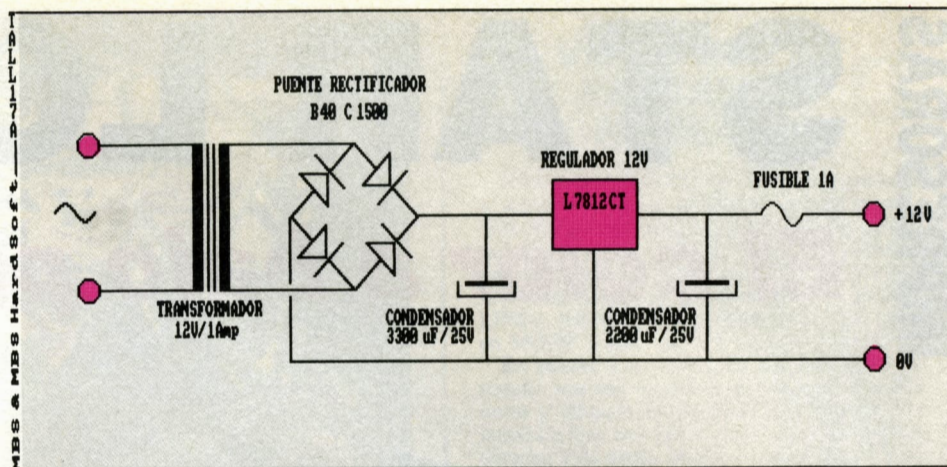 TALL17A
MBS & MBS HardSoft
PUENTE RECTIFICADOR
B40 C1500
REGULADOR 12V
L7812CT
FUSIBLE 1A
+12V
TRANSFORMADOR
12V/1Amp
CONDENSADOR
3300 uF/25V
CONDENSADOR
2200 uF/25V
0V